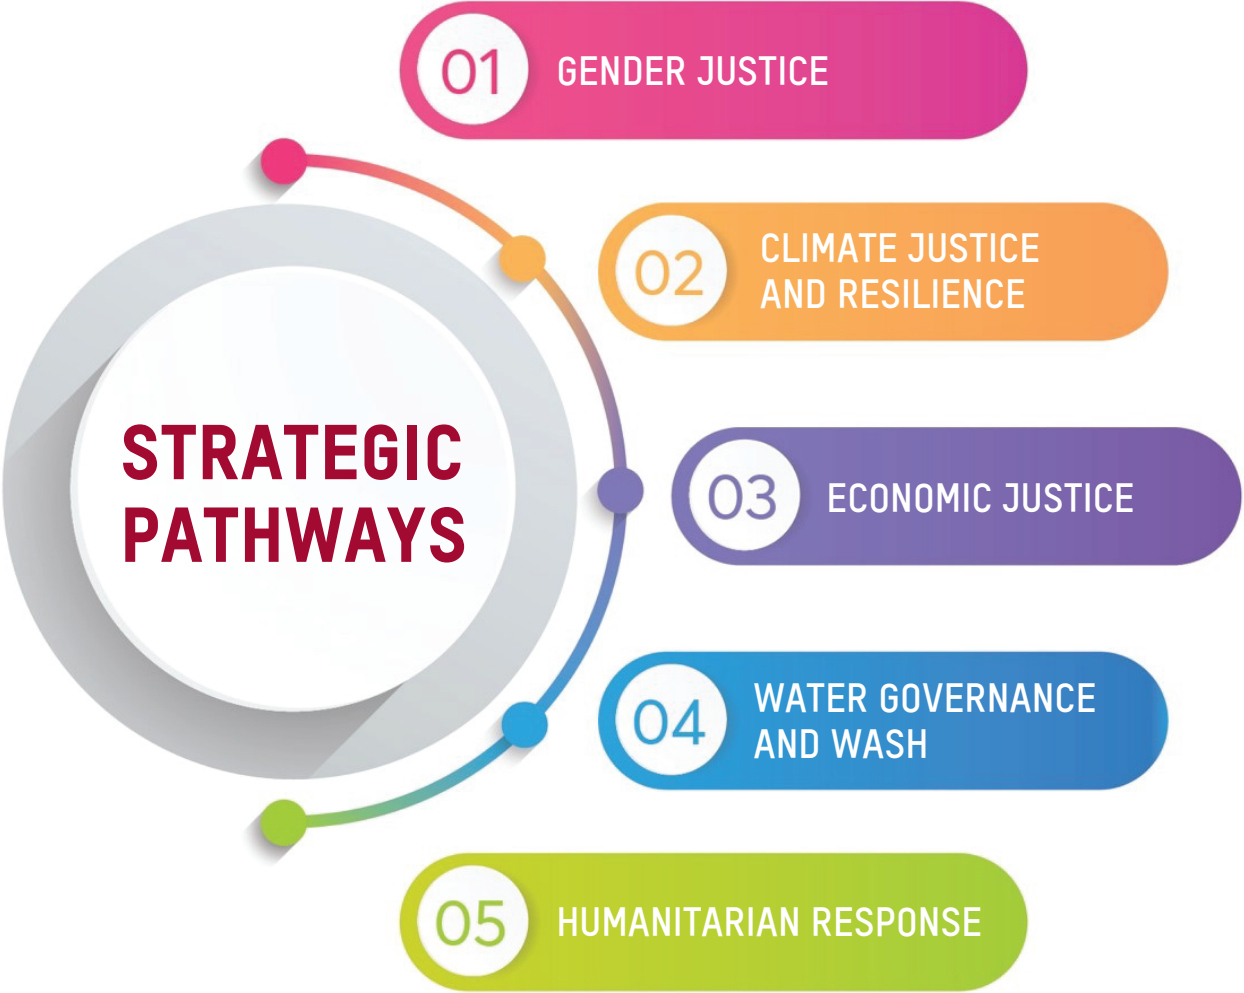 STRATEGIC
PATHWAYS
01
GENDER JUSTICE
02
CLIMATE JUSTICE
AND RESILIENCE
03
ECONOMIC JUSTICE
04
WATER GOVERNANCE
AND WASH
05
HUMANITARIAN RESPONSE